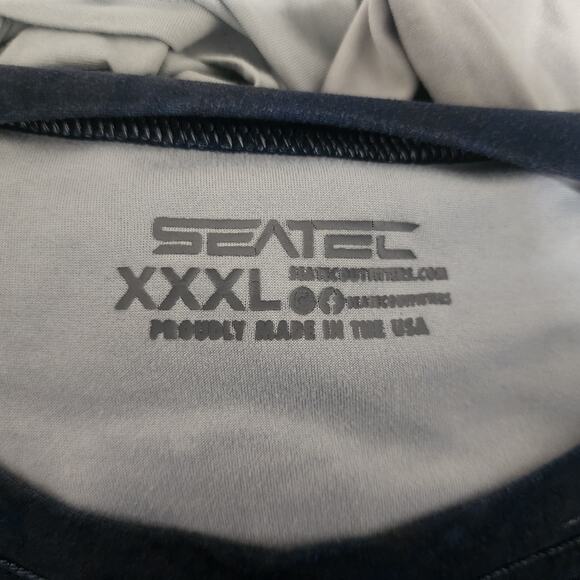 SEATEC
XXXL
SEATECOUTFITTERS.COM
SEATECOUTFITTERS
PROUDLY MADE IN THE USA